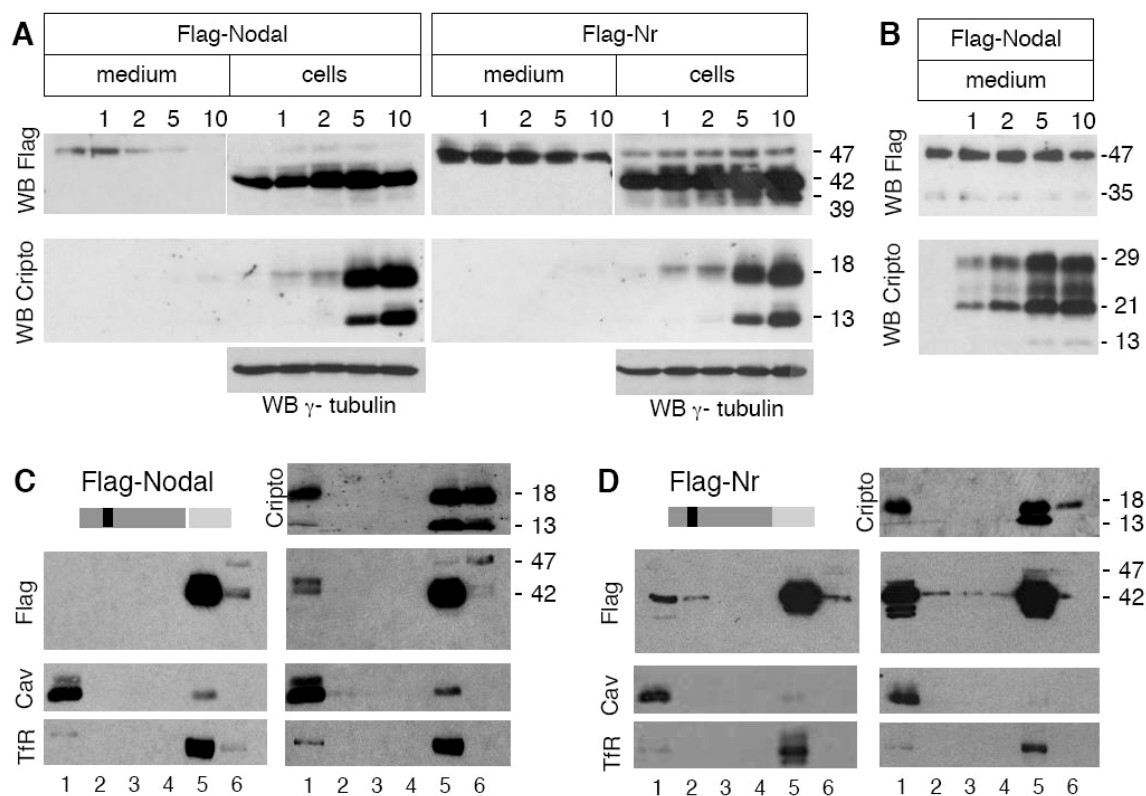 A
Flag-Nodal
Flag-Nr
medium
cells
medium
cells
1 2 5 10 1 2 5 10 1 2 5 10 1 2 5 10
WB Flag
- 47
- 42
- 39
WB Cripto
- 18
- 13
WB γ- tubulin
WB γ- tubulin
B
Flag-Nodal
medium
1 2 5 10
WB Flag
-47
-35
WB Cripto
- 29
- 21
- 13
C
Flag-Nodal
Cripto
- 18
- 13
Flag
- 47
- 42
Cav
TfR
1 2 3 4 5 6 1 2 3 4 5 6
D
Flag-Nr
Cripto
- 18
- 13
Flag
- 47
- 42
Cav
TfR
1 2 3 4 5 6 1 2 3 4 5 6